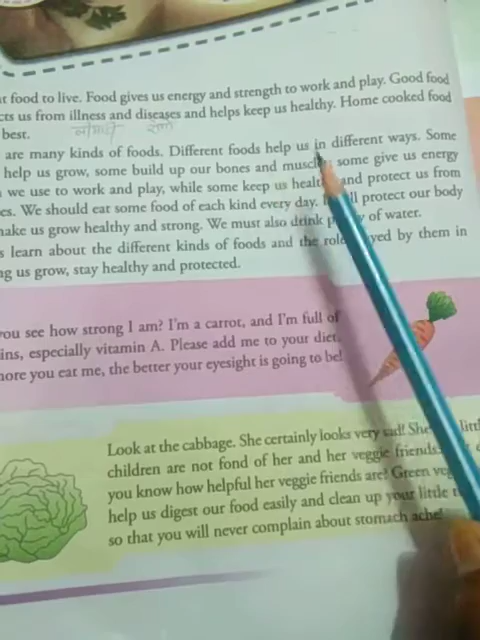 t food to live. Food gives us energy and strength to work and play. Good food
cts us from illness and diseases and helps keep us healthy. Home cooked food
बीमारी रोग
best.
are many kinds of foods. Different foods help us in different ways. Some
help us grow, some build up our bones and muscl some give us energy
we use to work and play, while some keep us health and protect us from
es. We should eat some of each kind every day. ll protect our body
ake us grow healthy and strong. We must also drink p y of water.
s learn about the different kinds of foods and the role yed by them in
ng us grow, stay healthy and protected.
you see how strong I am? I'm a carrot, and I'm full of
ins, especially vitamin A. Please add me to your diet.
more you eat me, the better your eyesight is going to be!
Look at the cabbage. She certainly looks very sad! She littl
children are not fond of her and her veggie friends.
you know how helpful her veggie friends are! Green veg
help us digest our food easily and clean up your little t
so that you will never complain about stomach ache!